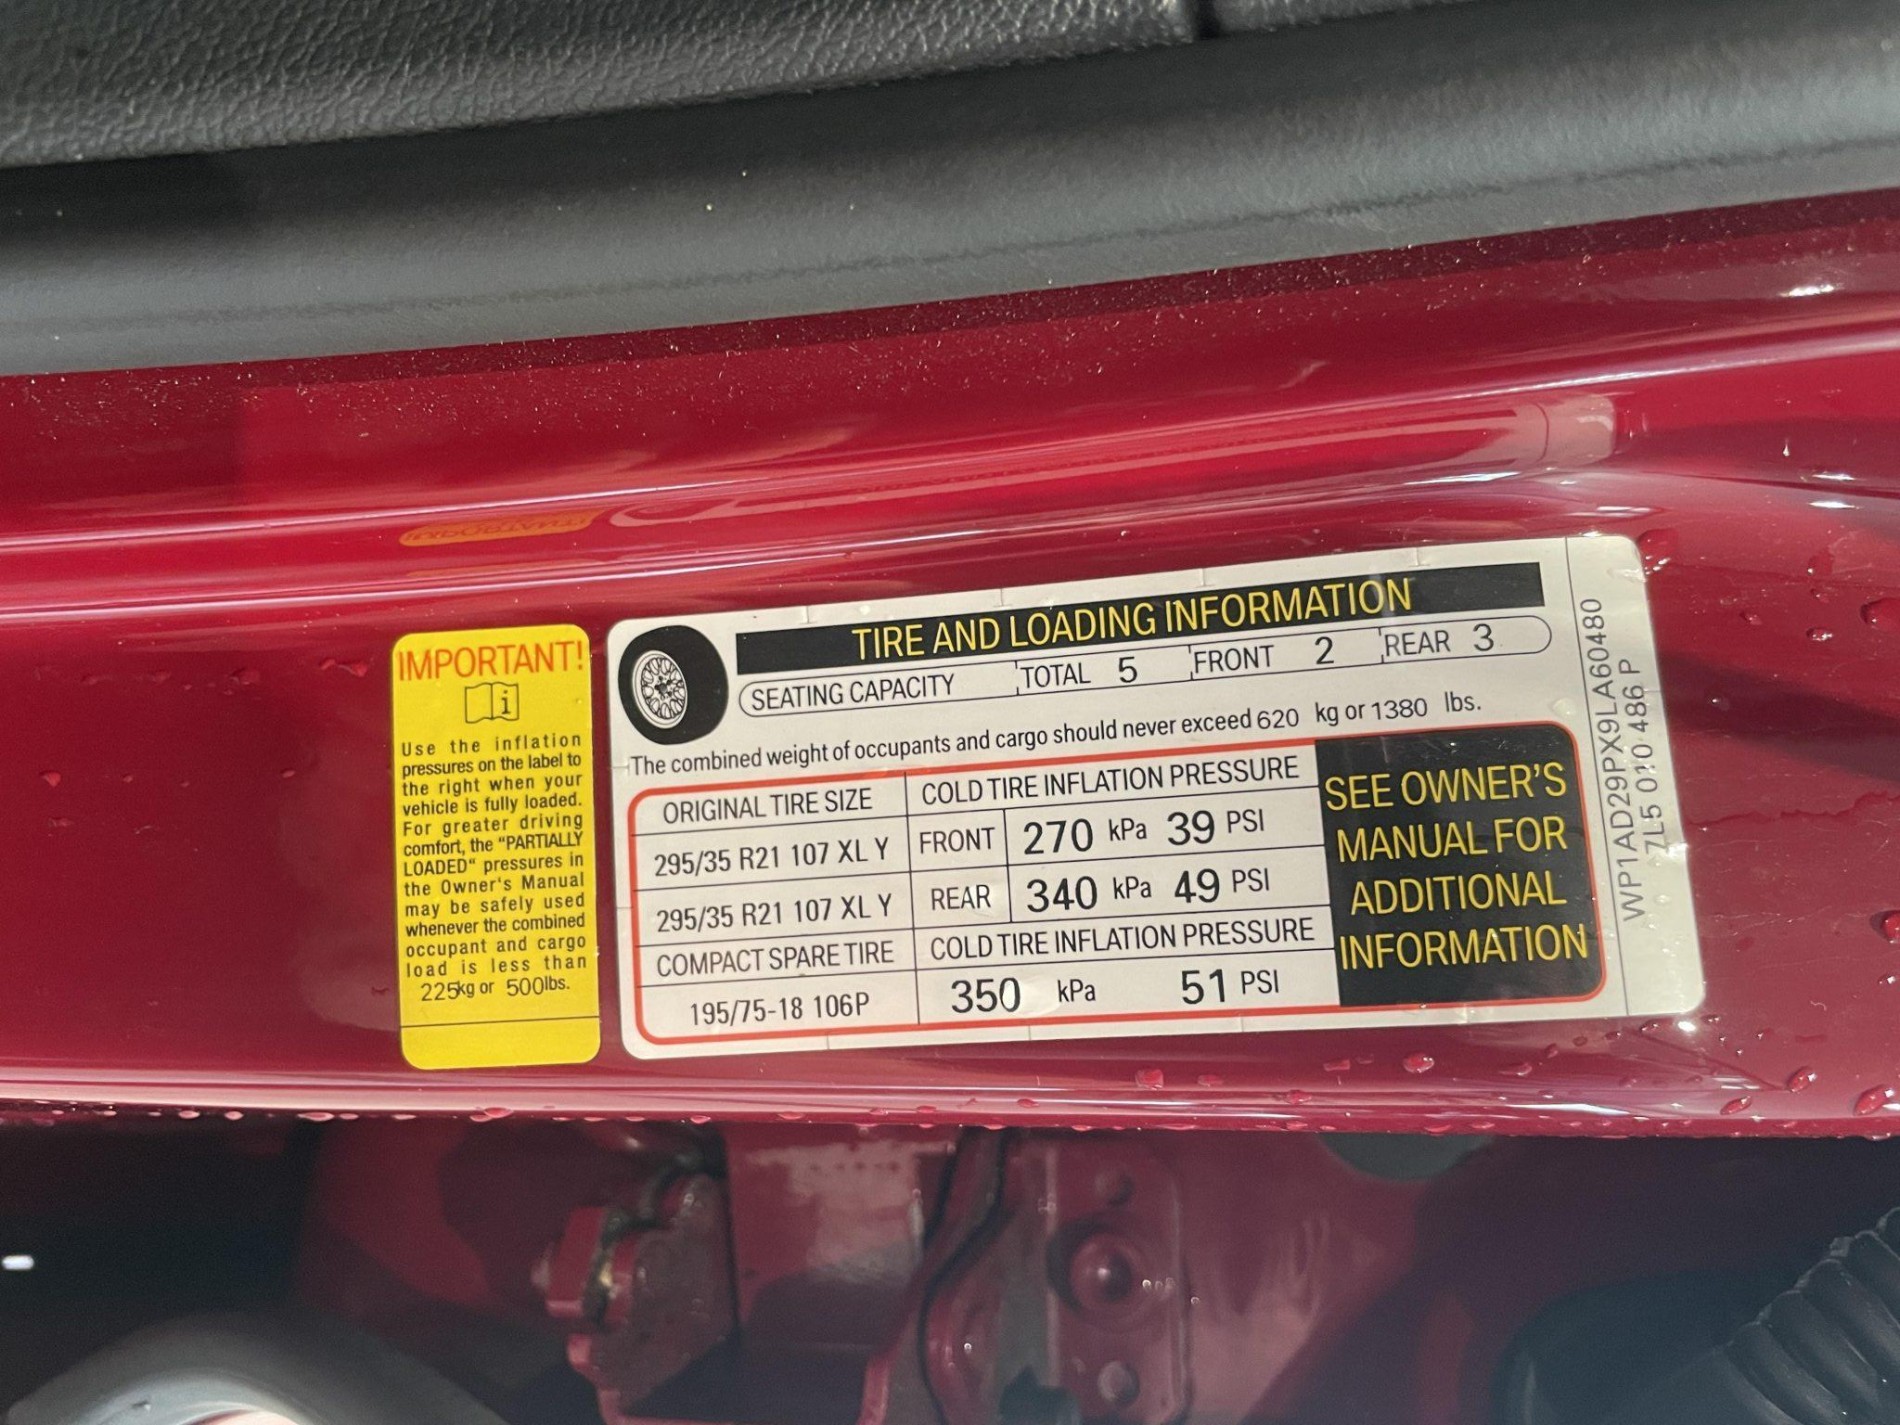 IMPORTANT!
i
Use the inflation
pressures on the label to
the right when your
vehicle is fully loaded.
For greater driving
comfort, the "PARTIALLY
LOADED" pressures in
the Owner's Manual
may be safely used
whenever the combined
occupant and cargo
load is less than
225kg or 500lbs.
TIRE AND LOADING INFORMATION
SEATING CAPACITY TOTAL 5 FRONT 2 REAR 3
The combined weight of occupants and cargo should never exceed 620 kg or 1380 lbs.
ORIGINAL TIRE SIZE COLD TIRE INFLATION PRESSURE
295/35 R21 107 XL Y FRONT 270 kPa 39 PSI
295/35 R21 107 XL Y REAR 340 kPa 49 PSI
COMPACT SPARE TIRE COLD TIRE INFLATION PRESSURE
195/75-18 106P 350 kPa 51 PSI
SEE OWNER'S
MANUAL FOR
ADDITIONAL
INFORMATION
WP1AD29PX9LA60480
7L5 010 486 P